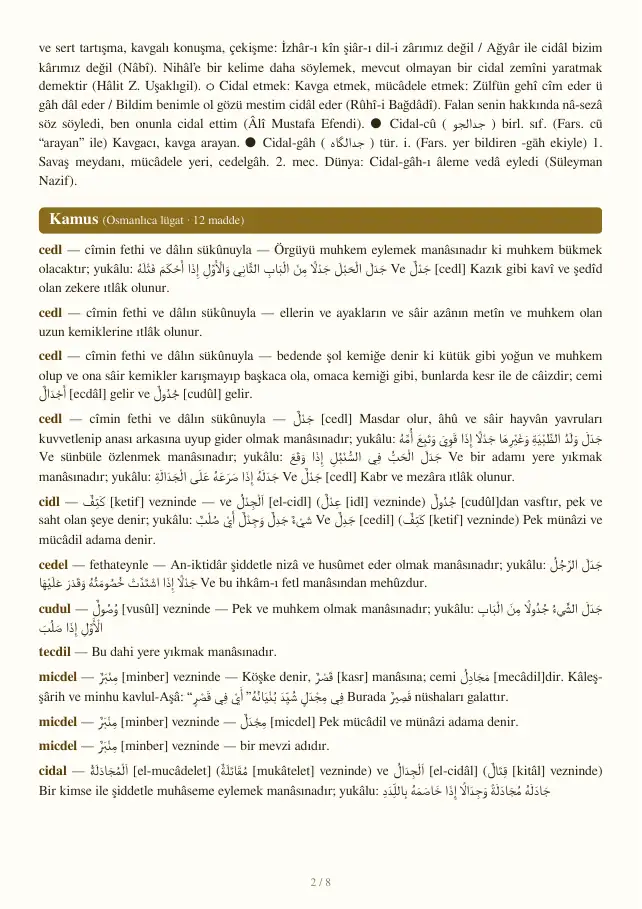 ve sert tartışma, kavgalı konuşma, çekişme: İzhâr-ı kîn şiâr-ı dil-i zârımız değil / Ağyâr ile cidâl bizim
kârımız değil (Nâbî). Nihâl'e bir kelime daha söylemek, mevcut olmayan bir cidal zemîni yaratmak
demektir (Hâlit Z. Uşaklıgil). ○ Cidal etmek: Kavga etmek, mücâdele etmek: Zülfün gehî cîm eder ü
gâh dâl eder / Bildim benimle ol gözü mestim cidâl eder (Rûhî-i Bağdâdî). Falan senin hakkında nâ-sezâ
söz söyledi, ben onunla cidal ettim (Âlî Mustafa Efendi). ● Cidal-cû ( جدالجو ) birl. sıf. (Fars. cū
“arayan” ile) Kavgacı, kavga arayan. ● Cidal-gâh ( جدالگاه ) tür. i. (Fars. yer bildiren -gāh ekiyle) 1.
Savaş meydanı, mücâdele yeri, cedelgâh. 2. mec. Dünya: Cidal-gâh-ı âleme vedâ eyledi (Süleyman
Nazif).
Kamus (Osmanlıca lügat · 12 madde)
cedl — cîmin fethi ve dâlın sükûnuyla — Örgüyü muhkem eylemek manâsınadır ki muhkem bükmek
olacaktır; yukâlu: جَدَلَ الْحَبْلَ جَدْلًا مِنَ الْبَابِ الثَّانِي وَالْأَوَّلِ إِذَا أَحْكَمَ فَتْلَهُ Ve جَدْلٌ [cedl] Kazık gibi kavî ve şedîd
olan zekere ıtlâk olunur.
cedl — cîmin fethi ve dâlın sükûnuyla — ellerin ve ayakların ve sâir azânın metîn ve muhkem olan
uzun kemiklerine ıtlâk olunur.
cedl — cîmin fethi ve dâlın sükûnuyla — bedende şol kemiğe denir ki kütük gibi yoğun ve muhkem
olup ve ona sâir kemikler karışmayıp başkaca ola, omaca kemiği gibi, bunlarda kesr ile de câizdir; cemi
أَجْدَالٌ [ecdâl] gelir ve جُدُولٌ [cudûl] gelir.
cedl — cîmin fethi ve dâlın sükûnuyla — جَدْلٌ [cedl] Masdar olur, âhû ve sâir hayvân yavruları
kuvvetlenip anası arkasına uyup gider olmak manâsınadır; yukâlu: جَدَلَ وَلَدُ الظَّبْيَةِ وَغَيْرِهَا جَدْلًا إِذَا قَوِيَ وَتَبِعَ أُمَّهُ
Ve sünbüle özlenmek manâsınadır; yukâlu: جَدَلَ الْحَبُّ فِي السُّنْبُلِ إِذَا وَقَعَ Ve bir adamı yere yıkmak
manâsınadır; yukâlu: جَدَلَهُ إِذَا صَرَعَهُ عَلَى الْجَدَالَةِ Ve جَدْلٌ [cedl] Kabr ve mezâra ıtlâk olunur.
cidl — كَتِفٌ [ketif] vezninde — ve اَلْجِدْلُ [el-cidl] (عِدْلٌ [idl] vezninde) جُدُولٌ [cudûl]dan vasftır, pek ve
saht olan şeye denir; yukâlu: شَيْءٌ جَدِلٌ وَجِدْلٌ أَيْ صُلْبٌ Ve جَدِلٌ [cedil] (كَتِفٌ [ketif] vezninde) Pek münâzi ve
mücâdil adama denir.
cedel — fethateynle — An-iktidâr şiddetle nizâ ve husûmet eder olmak manâsınadır; yukâlu: جَدَلَ الرَّجُلُ
جَدَلًا إِذَا اشْتَدَّتْ خُصُومَتُهُ وَقَدَرَ عَلَيْهَا Ve bu ihkâm-ı fetl manâsından mehûzdur.
cudul — وُصُولٌ [vusûl] vezninde — Pek ve muhkem olmak manâsınadır; yukâlu: جَدَلَ الشَّيْءُ جُدُولًا مِنَ الْبَابِ
الْأَوَّلِ إِذَا صَلُبَ
tecdil — Bu dahi yere yıkmak manâsınadır.
micdel — مِنْبَرٌ [minber] vezninde — Köşke denir, قَصْرٌ [kasr] manâsına; cemi مَجَادِلُ [mecâdil]dir. Kâleş-
şârih ve minhu kavlul-Aşâ: “فِي مِجْدَلٍ شُيِّدَ بُنْيَانُهُ” أَيْ فِي قَصْرٍ Burada قَصِيرٌ nüshaları galattır.
micdel — مِنْبَرٌ [minber] vezninde — مِجْدَلٌ [micdel] Pek mücâdil ve münâzi adama denir.
micdel — مِنْبَرٌ [minber] vezninde — bir mevzi adıdır.
cidal — اَلْمُجَادَلَةُ [el-mucâdelet] (مُقَاتَلَةٌ [mukâtelet] vezninde) ve اَلْجِدَالُ [el-cidâl] (قِتَالٌ [kitâl] vezninde)
Bir kimse ile şiddetle muhâseme eylemek manâsınadır; yukâlu: جَادَلَهُ مُجَادَلَةً وَجِدَالًا إِذَا خَاصَمَهُ بِاللَّدَدِ
2 / 8